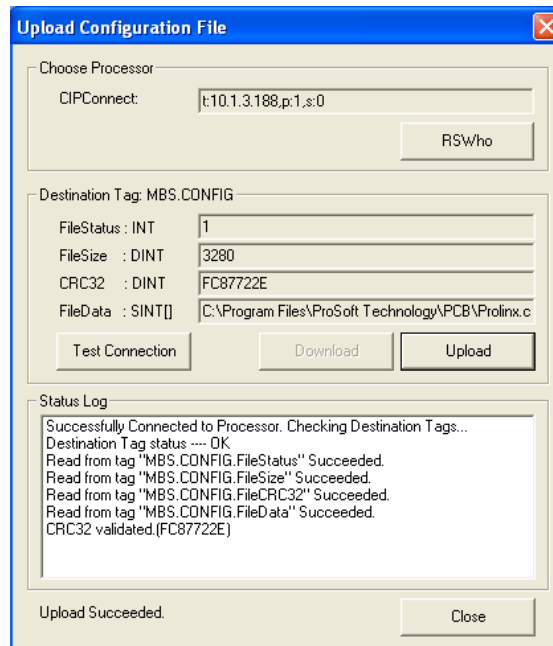 Upload Configuration File
Choose Processor
CIPConnect: t:10.1.3.188,p:1,s:0
RSWho
Destination Tag: MBS.CONFIG
FileStatus : INT 1
FileSize : DINT 3280
CRC32 : DINT FC87722E
FileData : SINT[] C:\Program Files\ProSoft Technology\PCB\Prolinx.c
Test Connection Download Upload
Status Log
Successfully Connected to Processor. Checking Destination Tags...
Destination Tag status ---- OK
Read from tag "MBS.CONFIG.FileStatus" Succeeded.
Read from tag "MBS.CONFIG.FileSize" Succeeded.
Read from tag "MBS.CONFIG.FileCRC32" Succeeded.
Read from tag "MBS.CONFIG.FileData" Succeeded.
CRC32 validated.(FC87722E)
Upload Succeeded. Close